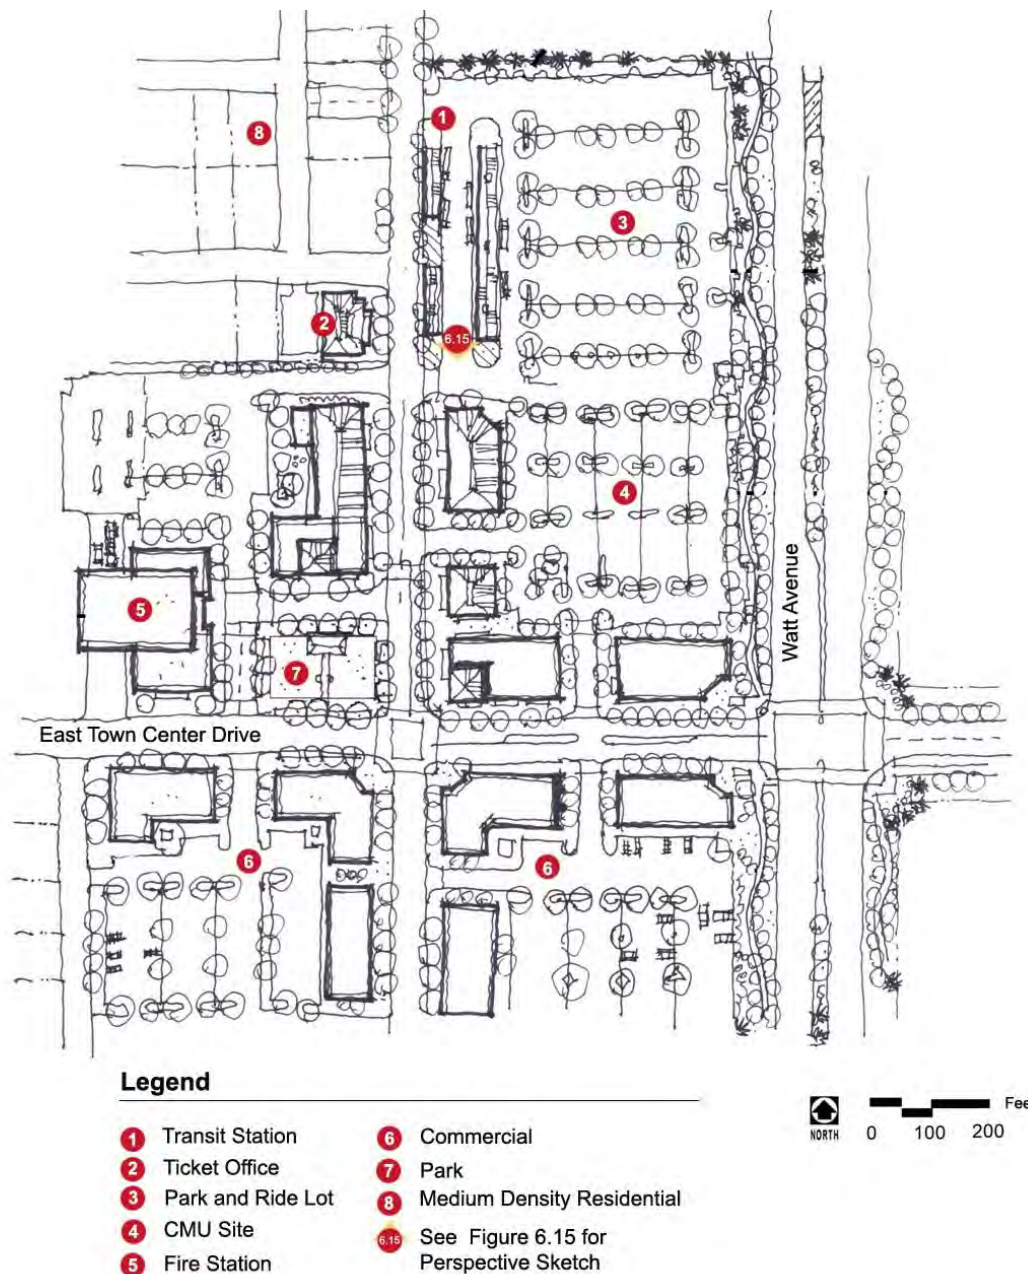 1
8
3
2
6.15
4
Watt Avenue
5
7
East Town Center Drive
6
6
Legend
1 Transit Station
2 Ticket Office
3 Park and Ride Lot
4 CMU Site
5 Fire Station
6 Commercial
7 Park
8 Medium Density Residential
6.15 See Figure 6.15 for
Perspective Sketch
NORTH
Fee
0 100 200